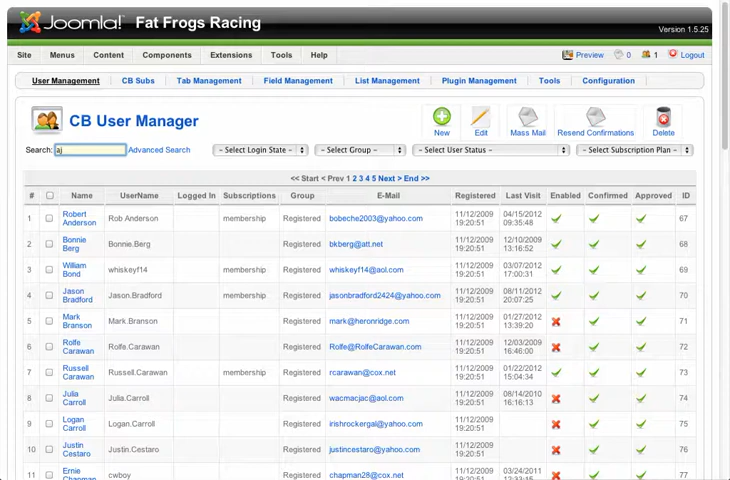 Joomla! Fat Frogs Racing
Version 1.5.25
Site Menus Content Components Extensions Tools Help Preview 0 1 Logout
User Management CB Subs Tab Management Field Management List Management Plugin Management Tools Configuration
CB User Manager
New Edit Mass Mail Resend Confirmations Delete
Search: aj Advanced Search - Select Login State - - Select Group - - Select User Status - - Select Subscription Plan -
<< Start < Prev 1 2 3 4 5 Next > End >>
# Name UserName Logged In Subscriptions Group E-Mail Registered Last Visit Enabled Confirmed Approved ID
1 Robert Anderson Rob Anderson membership Registered bobeche2003@yahoo.com 11/12/2009 19:20:51 04/15/2012 09:35:48 67
2 Bonnie Berg Bonnie.Berg Registered bkberg@att.net 11/12/2009 19:20:51 12/10/2009 13:16:52 68
3 William Bond whiskeyf14 membership Registered whiskeyf14@aol.com 11/12/2009 19:20:51 03/07/2012 17:00:31 69
4 Jason Bradford Jason.Bradford membership Registered jasonbradford2424@yahoo.com 11/12/2009 19:20:51 08/11/2012 20:07:25 70
5 Mark Branson Mark.Branson Registered mark@heronridge.com 11/12/2009 19:20:51 01/27/2012 13:39:20 71
6 Rolfe Carawan Rolfe.Carawan Registered Rolfe@RolfeCarawan.com 11/12/2009 19:20:51 12/03/2009 16:46:00 72
7 Russell Carawan Russell.Carawan membership Registered rcarawan@cox.net 11/12/2009 19:20:51 01/22/2012 15:04:34 73
8 Julia Carroll Julia.Carroll Registered wacmacjac@aol.com 11/12/2009 19:20:51 08/14/2010 16:16:13 74
9 Logan Carroll Logan.Carroll Registered irishrockergal@yahoo.com 11/12/2009 19:20:51 75
10 Justin Cestaro Justin.Cestaro Registered justincestaro@yahoo.com 11/12/2009 19:20:51 76
11 Ernie Chapman cwboy Registered chapman28@cox.net 11/12/2009 19:20:51 03/24/2011 77